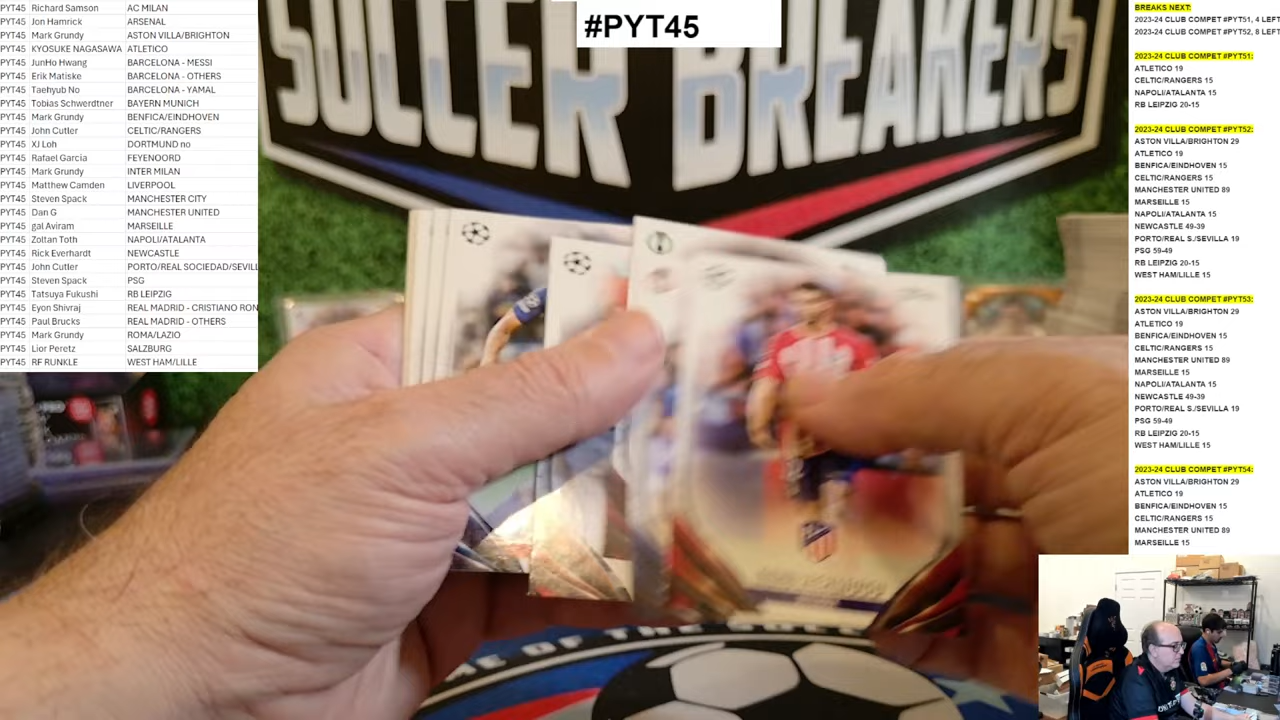 PYT45 Richard Samson AC MILAN
PYT45 Jon Hamrick ARSENAL
PYT45 Mark Grundy ASTON VILLA/BRIGHTON
PYT45 KYOSUKE NAGASAWA ATLETICO
PYT45 JunHo Hwang BARCELONA - MESSI
PYT45 Erik Matiske BARCELONA - OTHERS
PYT45 Taehyub No BARCELONA - YAMAL
PYT45 Tobias Schwerdtner BAYERN MUNICH
PYT45 Mark Grundy BENFICA/EINDHOVEN
PYT45 John Cutler CELTIC/RANGERS
PYT45 XJ Loh DORTMUND no
PYT45 Rafael Garcia FEYENOORD
PYT45 Mark Grundy INTER MILAN
PYT45 Matthew Camden LIVERPOOL
PYT45 Steven Spack MANCHESTER CITY
PYT45 Dan G MANCHESTER UNITED
PYT45 gal Aviram MARSEILLE
PYT45 Zoltan Toth NAPOLI/ATALANTA
PYT45 Rick Everhardt NEWCASTLE
PYT45 John Cutler PORTO/REAL SOCIEDAD/SEVILL
PYT45 Steven Spack PSG
PYT45 Tatsuya Fukushi RB LEIPZIG
PYT45 Eyon Shivraj REAL MADRID - CRISTIANO RON
PYT45 Paul Brucks REAL MADRID - OTHERS
PYT45 Mark Grundy ROMA/LAZIO
PYT45 Lior Peretz SALZBURG
PYT45 RF RUNKLE WEST HAM/LILLE
#PYT45
SOCCER BREAKERS
OF THE
BREAKS NEXT:
2023-24 CLUB COMPET #PYT51, 4 LEFT
2023-24 CLUB COMPET #PYT52, 8 LEFT
2023-24 CLUB COMPET #PYT51:
ATLETICO 19
CELTIC/RANGERS 15
NAPOLI/ATALANTA 15
RB LEIPZIG 20-15
2023-24 CLUB COMPET #PYT52:
ASTON VILLA/BRIGHTON 29
ATLETICO 19
BENFICA/EINDHOVEN 15
CELTIC/RANGERS 15
MANCHESTER UNITED 89
MARSEILLE 15
NAPOLI/ATALANTA 15
NEWCASTLE 49-39
PORTO/REAL S./SEVILLA 19
PSG 59-49
RB LEIPZIG 20-15
WEST HAM/LILLE 15
2023-24 CLUB COMPET #PYT53:
ASTON VILLA/BRIGHTON 29
ATLETICO 19
BENFICA/EINDHOVEN 15
CELTIC/RANGERS 15
MANCHESTER UNITED 89
MARSEILLE 15
NAPOLI/ATALANTA 15
NEWCASTLE 49-39
PORTO/REAL S./SEVILLA 19
PSG 59-49
RB LEIPZIG 20-15
WEST HAM/LILLE 15
2023-24 CLUB COMPET #PYT54:
ASTON VILLA/BRIGHTON 29
ATLETICO 19
BENFICA/EINDHOVEN 15
CELTIC/RANGERS 15
MANCHESTER UNITED 89
MARSEILLE 15